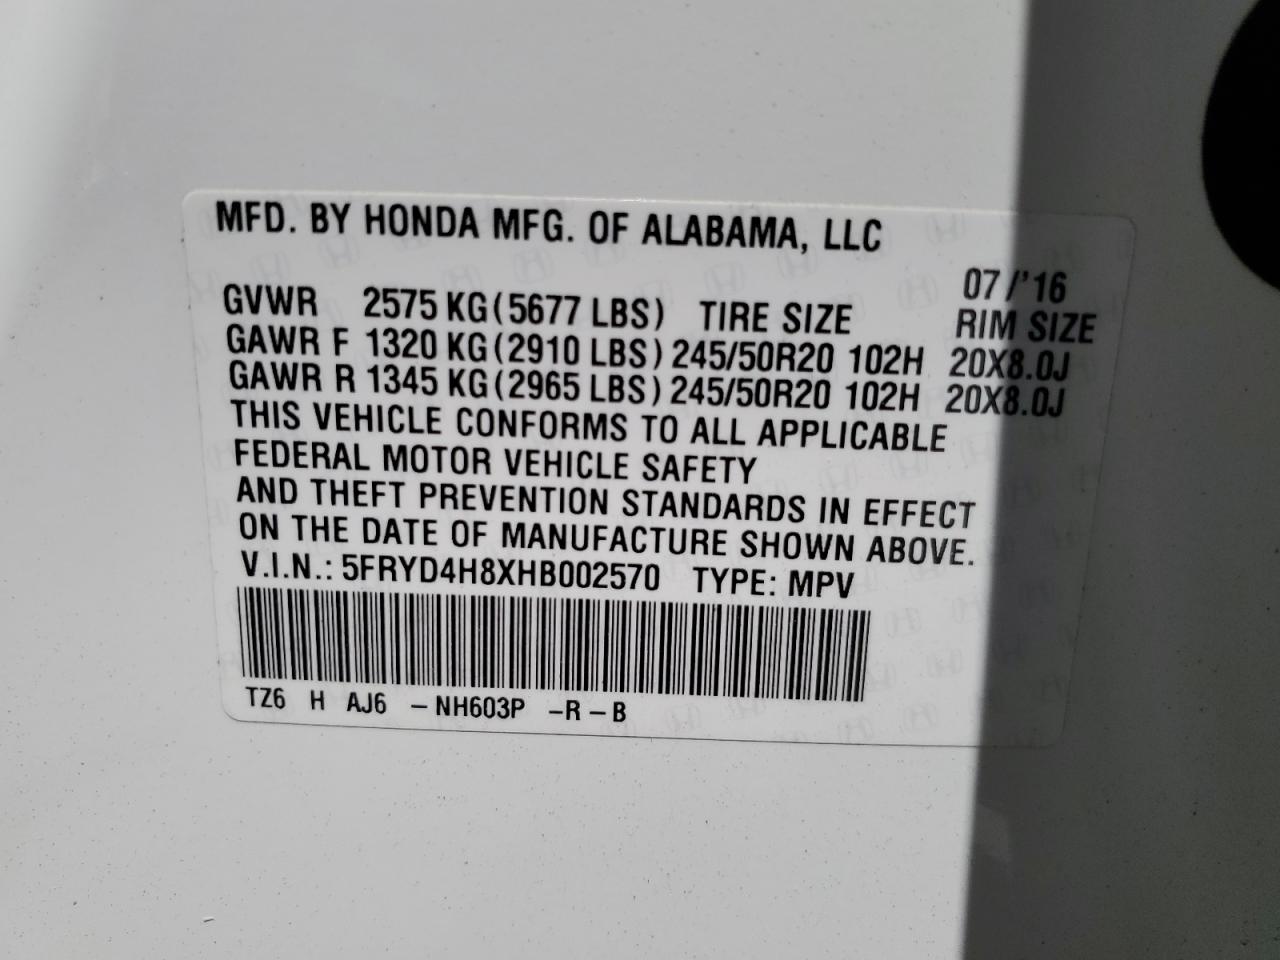 MFD. BY HONDA MFG. OF ALABAMA, LLC
07/'16
GVWR 2575 KG(5677 LBS) TIRE SIZE RIM SIZE
GAWR F 1320 KG(2910 LBS) 245/50R20 102H 20X8.0J
GAWR R 1345 KG(2965 LBS) 245/50R20 102H 20X8.0J
THIS VEHICLE CONFORMS TO ALL APPLICABLE
FEDERAL MOTOR VEHICLE SAFETY
AND THEFT PREVENTION STANDARDS IN EFFECT
ON THE DATE OF MANUFACTURE SHOWN ABOVE.
V.I.N.: 5FRYD4H8XHB002570 TYPE: MPV
TZ6 H AJ6 -NH603P -R-B